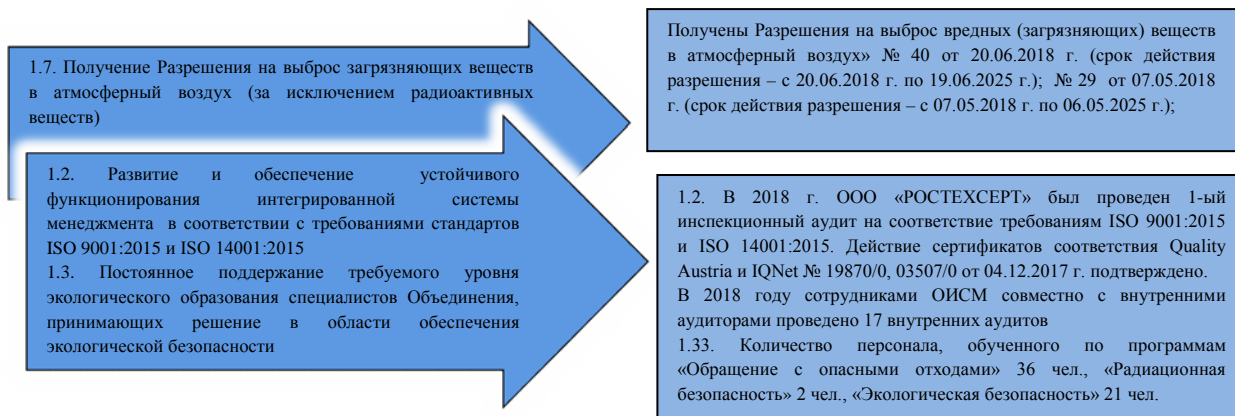 1.7. Получение Разрешения на выброс загрязняющих веществ
в атмосферный воздух (за исключением радиоактивных
веществ)
Получены Разрешения на выброс вредных (загрязняющих) веществ
в атмосферный воздух» № 40 от 20.06.2018 г. (срок действия
разрешения – с 20.06.2018 г. по 19.06.2025 г.); № 29 от 07.05.2018
г. (срок действия разрешения – с 07.05.2018 г. по 06.05.2025 г.);
1.2. Развитие и обеспечение устойчивого
функционирования интегрированной системы
менеджмента в соответствии с требованиями стандартов
ISO 9001:2015 и ISO 14001:2015
1.3. Постоянное поддержание требуемого уровня
экологического образования специалистов Объединения,
принимающих решение в области обеспечения
экологической безопасности
1.2. В 2018 г. ООО «РОСТЕХСЕРТ» был проведен 1-ый
инспекционный аудит на соответствие требованиям ISO 9001:2015
и ISO 14001:2015. Действие сертификатов соответствия Quality
Austria и IQNet № 19870/0, 03507/0 от 04.12.2017 г. подтверждено.
В 2018 году сотрудниками ОИСМ совместно с внутренними
аудиторами проведено 17 внутренних аудитов
1.33. Количество персонала, обученного по программам
«Обращение с опасными отходами» 36 чел., «Радиационная
безопасность» 2 чел., «Экологическая безопасность» 21 чел.